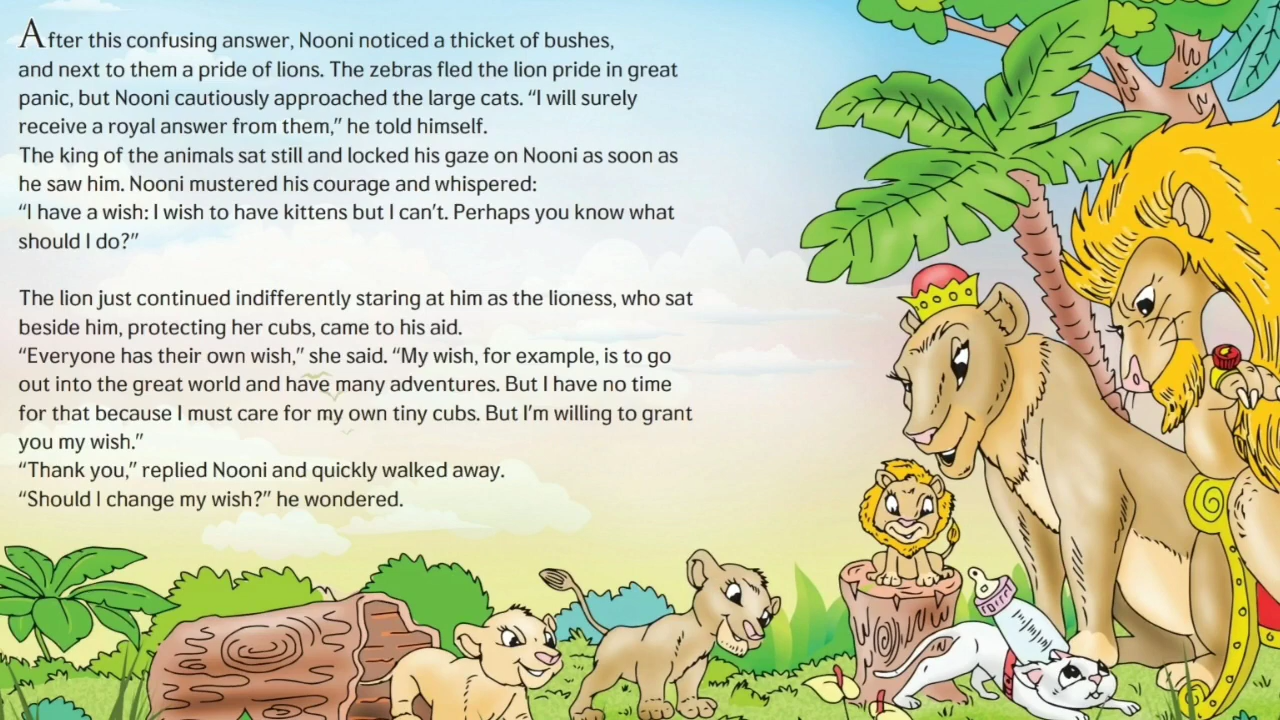 After this confusing answer, Nooni noticed a thicket of bushes,
and next to them a pride of lions. The zebras fled the lion pride in great
panic, but Nooni cautiously approached the large cats. “I will surely
receive a royal answer from them,” he told himself.
The king of the animals sat still and locked his gaze on Nooni as soon as
he saw him. Nooni mustered his courage and whispered:
“I have a wish: I wish to have kittens but I can’t. Perhaps you know what
should I do?”
The lion just continued indifferently staring at him as the lioness, who sat
beside him, protecting her cubs, came to his aid.
“Everyone has their own wish,” she said. “My wish, for example, is to go
out into the great world and have many adventures. But I have no time
for that because I must care for my own tiny cubs. But I’m willing to grant
you my wish.”
“Thank you,” replied Nooni and quickly walked away.
“Should I change my wish?” he wondered.